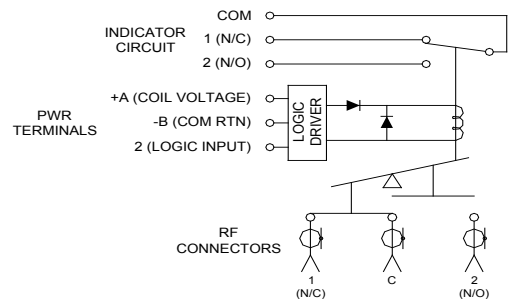 COM
INDICATOR
CIRCUIT
1 (N/C)
2 (N/O)
+A (COIL VOLTAGE)
PWR
TERMINALS
-B (COM RTN)
2 (LOGIC INPUT)
LOGIC
DRIVER
RF
CONNECTORS
1
(N/C)
C
2
(N/O)